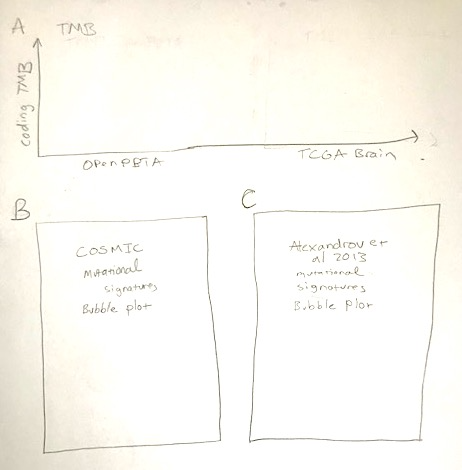 A TMB
coding TMB
OpenPBTA
TCGA Brain
B
COSMIC
Mutational
signatures
Bubble plot
C
Alexandrov et
al 2013
mutational
signatures
Bubble plot